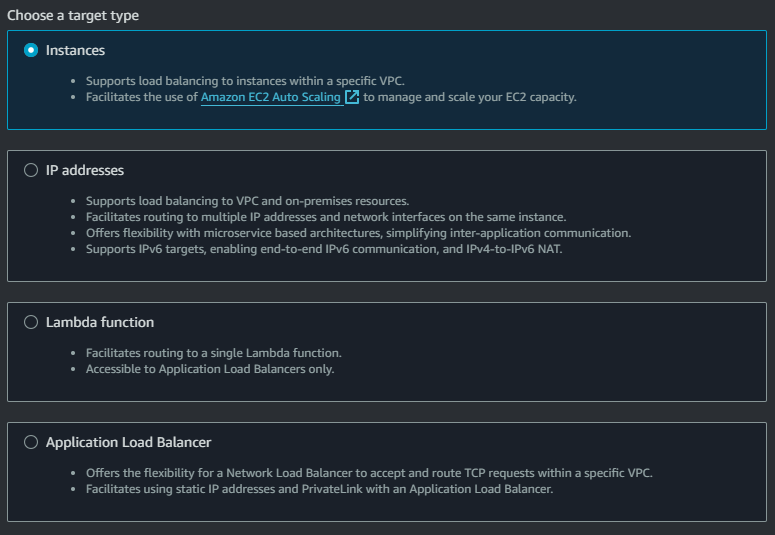 Choose a target type
Instances
• Supports load balancing to instances within a specific VPC.
• Facilitates the use of Amazon EC2 Auto Scaling to manage and scale your EC2 capacity.
IP addresses
• Supports load balancing to VPC and on-premises resources.
• Facilitates routing to multiple IP addresses and network interfaces on the same instance.
• Offers flexibility with microservice based architectures, simplifying inter-application communication.
• Supports IPv6 targets, enabling end-to-end IPv6 communication, and IPv4-to-IPv6 NAT.
Lambda function
• Facilitates routing to a single Lambda function.
• Accessible to Application Load Balancers only.
Application Load Balancer
• Offers the flexibility for a Network Load Balancer to accept and route TCP requests within a specific VPC.
• Facilitates using static IP addresses and PrivateLink with an Application Load Balancer.